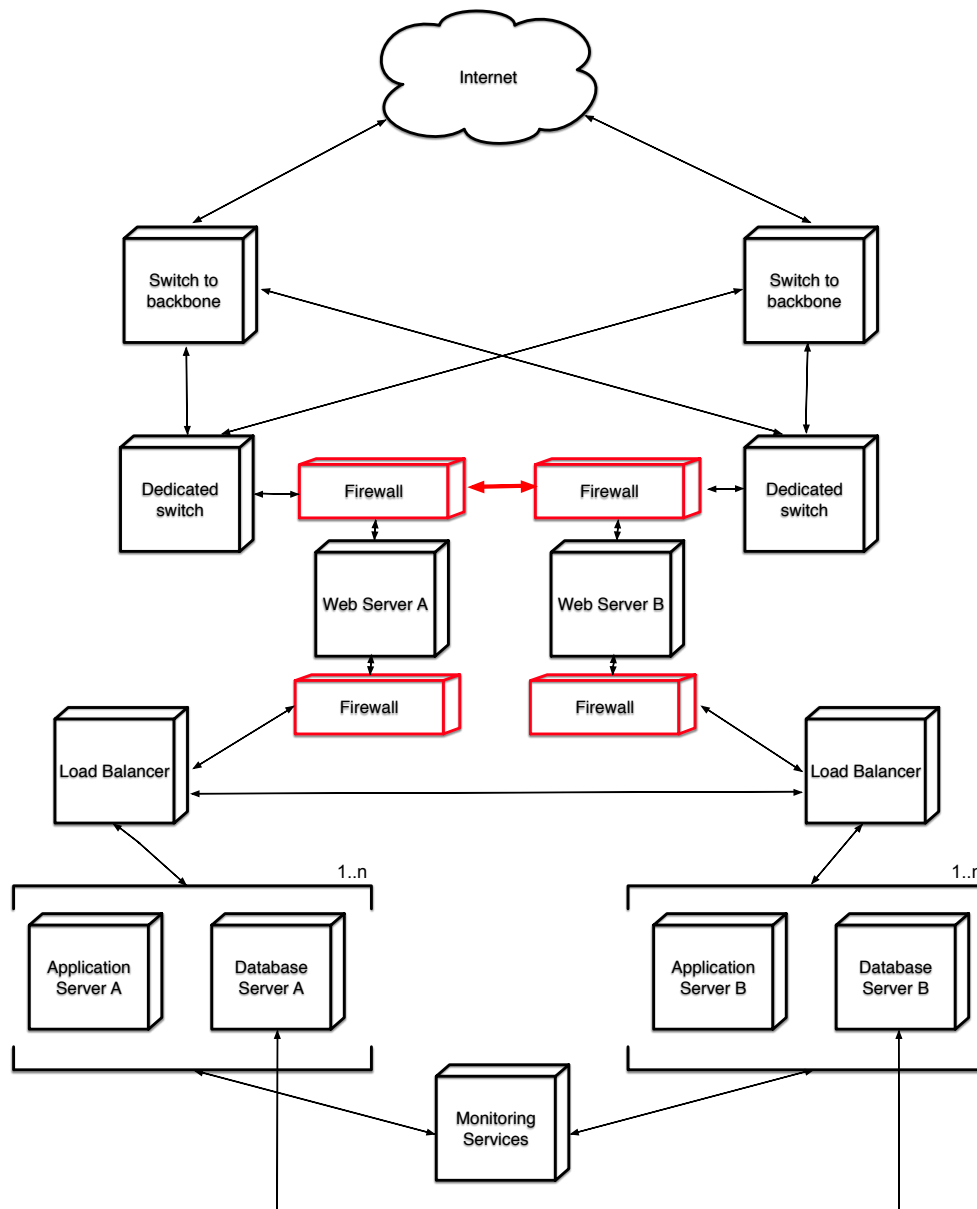 Internet
Switch to
backbone
Switch to
backbone
Dedicated
switch
Firewall
Firewall
Dedicated
switch
Web Server A
Web Server B
Firewall
Firewall
Load Balancer
Load Balancer
1..n
1..n
Application
Server A
Database
Server A
Application
Server B
Database
Server B
Monitoring
Services